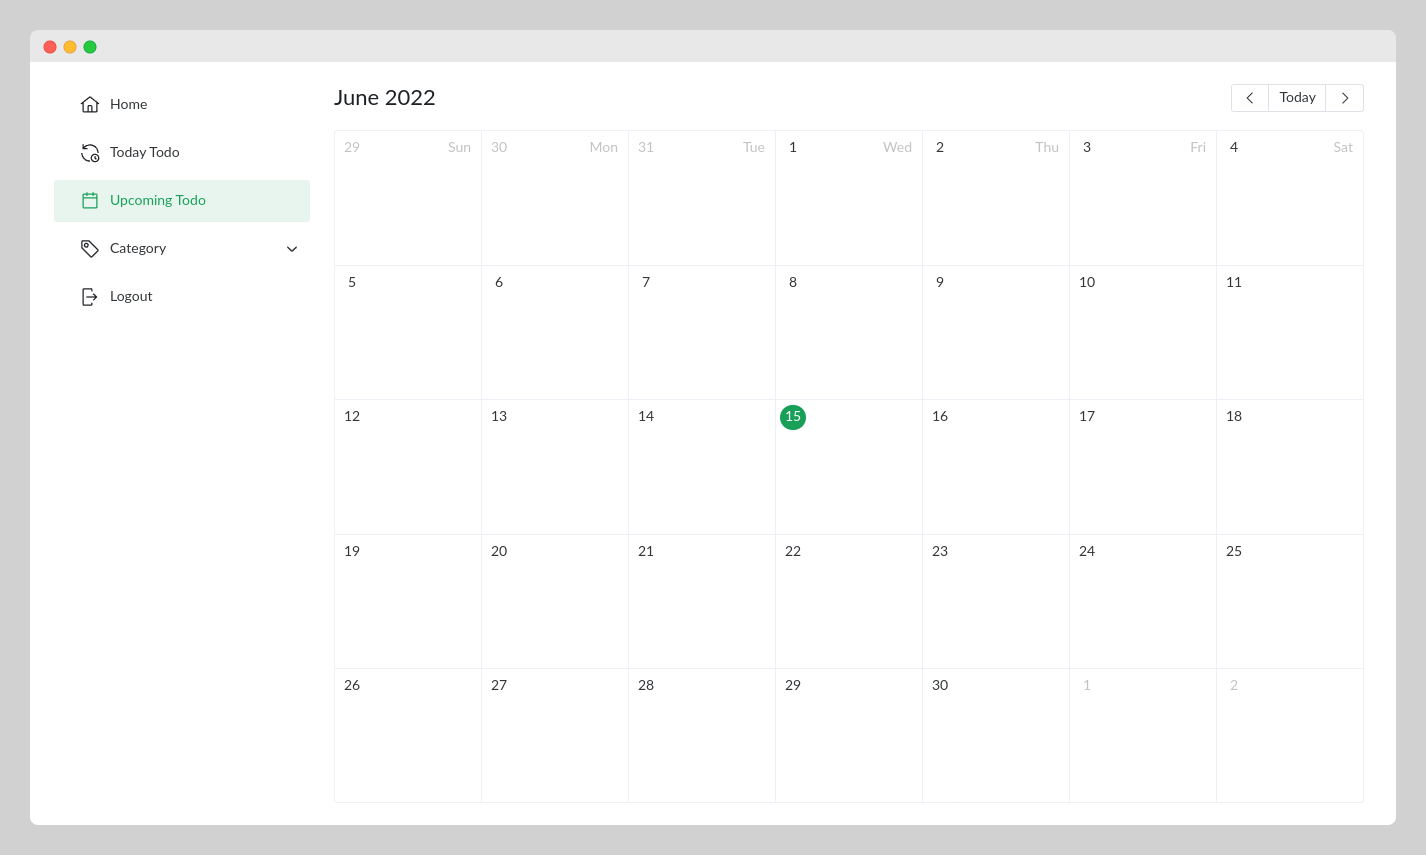 Home
Today Todo
Upcoming Todo
Category
Logout
June 2022
Today
29 Sun 30 Mon 31 Tue 1 Wed 2 Thu 3 Fri 4 Sat
5 6 7 8 9 10 11
12 13 14 15 16 17 18
19 20 21 22 23 24 25
26 27 28 29 30 1 2